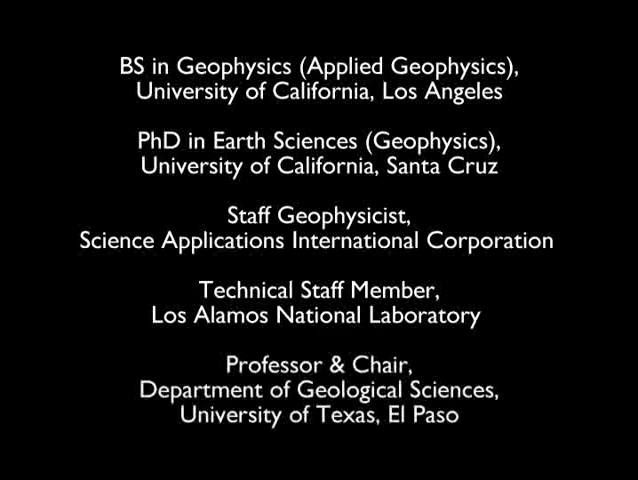 BS in Geophysics (Applied Geophysics),
University of California, Los Angeles
PhD in Earth Sciences (Geophysics),
University of California, Santa Cruz
Staff Geophysicist,
Science Applications International Corporation
Technical Staff Member,
Los Alamos National Laboratory
Professor & Chair,
Department of Geological Sciences,
University of Texas, El Paso